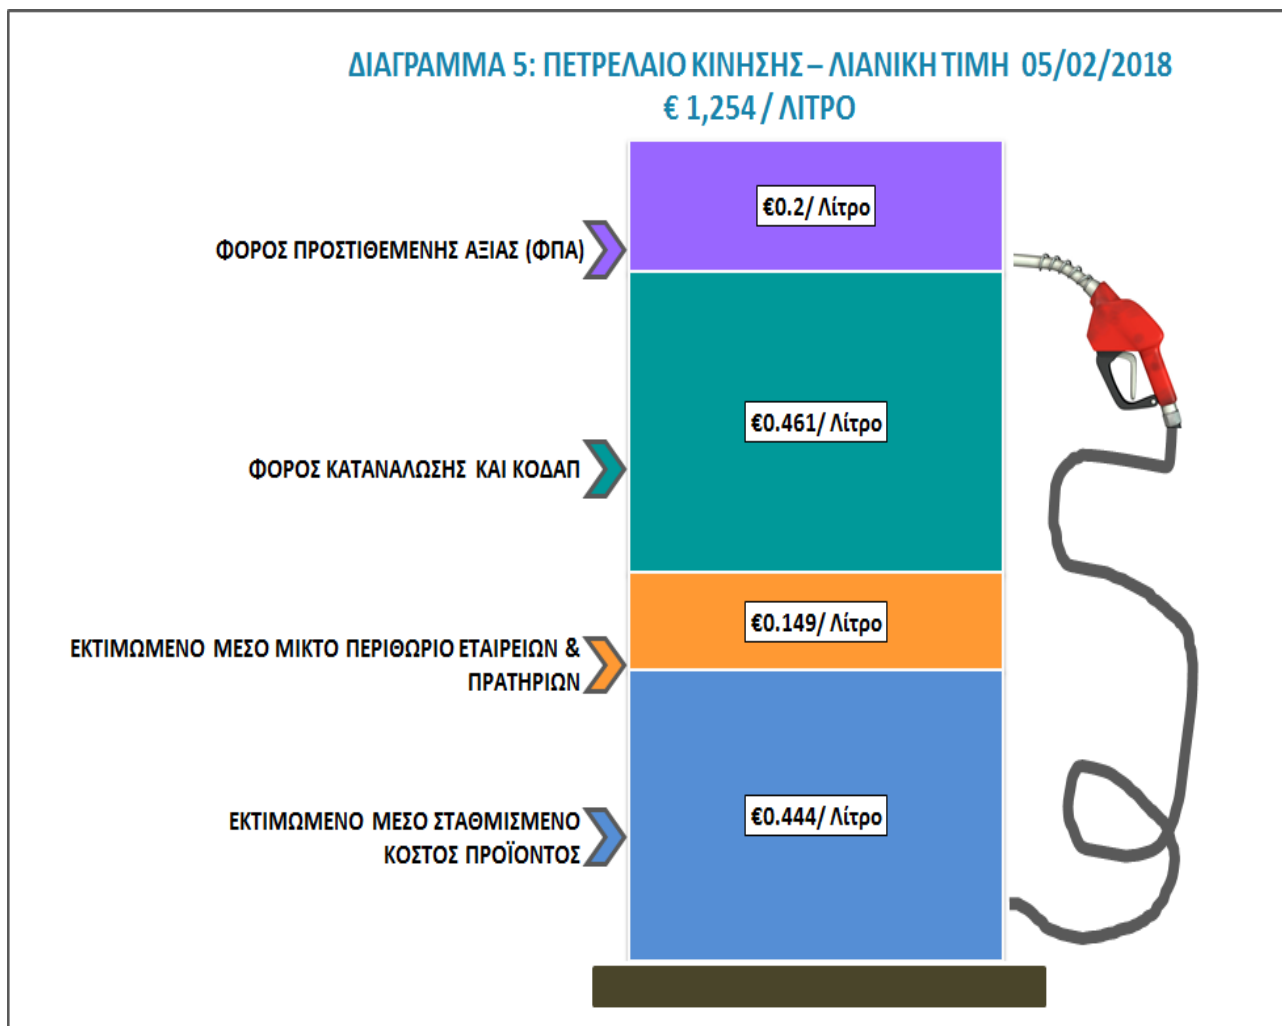 ΔΙΑΓΡΑΜΜΑ 5: ΠΕΤΡΕΛΑΙΟ ΚΙΝΗΣΗΣ – ΛΙΑΝΙΚΗ ΤΙΜΗ 05/02/2018
€ 1,254 / ΛΙΤΡΟ
€0.2/ Λίτρο
ΦΟΡΟΣ ΠΡΟΣΤΙΘΕΜΕΝΗΣ ΑΞΙΑΣ (ΦΠΑ)
€0.461/ Λίτρο
ΦΟΡΟΣ ΚΑΤΑΝΑΛΩΣΗΣ ΚΑΙ ΚΟΔΑΠ
€0.149/ Λίτρο
ΕΚΤΙΜΩΜΕΝΟ ΜΕΣΟ ΜΙΚΤΟ ΠΕΡΙΘΩΡΙΟ ΕΤΑΙΡΕΙΩΝ &
ΠΡΑΤΗΡΙΩΝ
€0.444/ Λίτρο
ΕΚΤΙΜΩΜΕΝΟ ΜΕΣΟ ΣΤΑΘΜΙΣΜΕΝΟ
ΚΟΣΤΟΣ ΠΡΟΪΟΝΤΟΣ